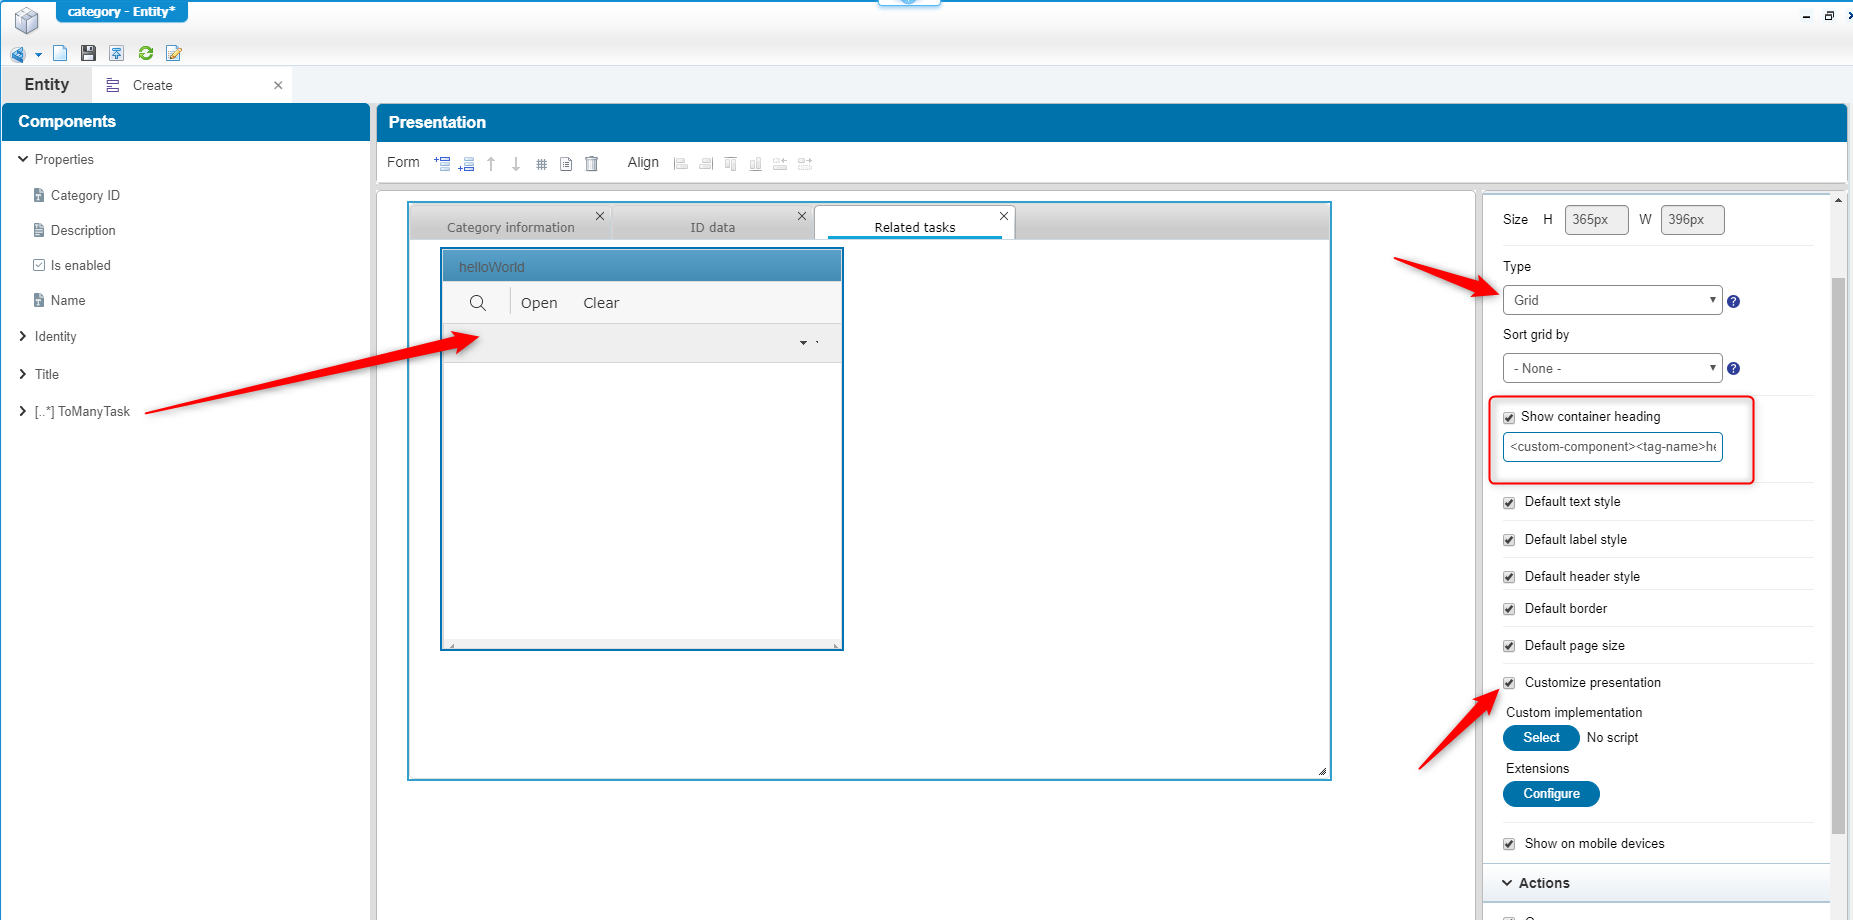 category - Entity*
Entity
Create
Components
Properties
Category ID
Description
Is enabled
Name
Identity
Title
[..*] ToManyTask
Presentation
Form
Align
Category information
ID data
Related tasks
helloWorld
Open
Clear
Size H 365px W 396px
Type
Grid
Sort grid by
- None -
Show container heading
<custom-component><tag-name>he
Default text style
Default label style
Default header style
Default border
Default page size
Customize presentation
Custom implementation
Select No script
Extensions
Configure
Show on mobile devices
Actions